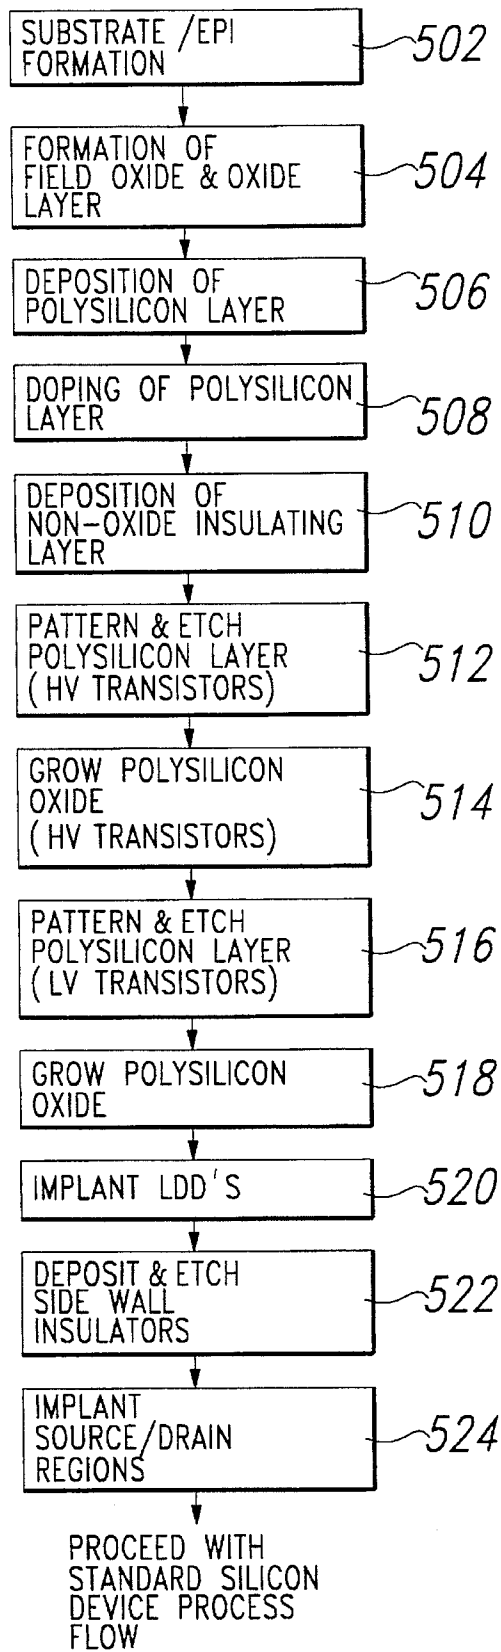 SUBSTRATE /EPI
FORMATION
502
FORMATION OF
FIELD OXIDE & OXIDE
LAYER
504
DEPOSITION OF
POLYSILICON LAYER
506
DOPING OF POLYSILICON
LAYER
508
DEPOSITION OF
NON-OXIDE INSULATING
LAYER
510
PATTERN & ETCH
POLYSILICON LAYER
(HV TRANSISTORS)
512
GROW POLYSILICON
OXIDE
(HV TRANSISTORS)
514
PATTERN & ETCH
POLYSILICON LAYER
(LV TRANSISTORS)
516
GROW POLYSILICON
OXIDE
518
IMPLANT LDD'S
520
DEPOSIT & ETCH
SIDE WALL
INSULATORS
522
IMPLANT
SOURCE/DRAIN
REGIONS
524
PROCEED WITH
STANDARD SILICON
DEVICE PROCESS
FLOW